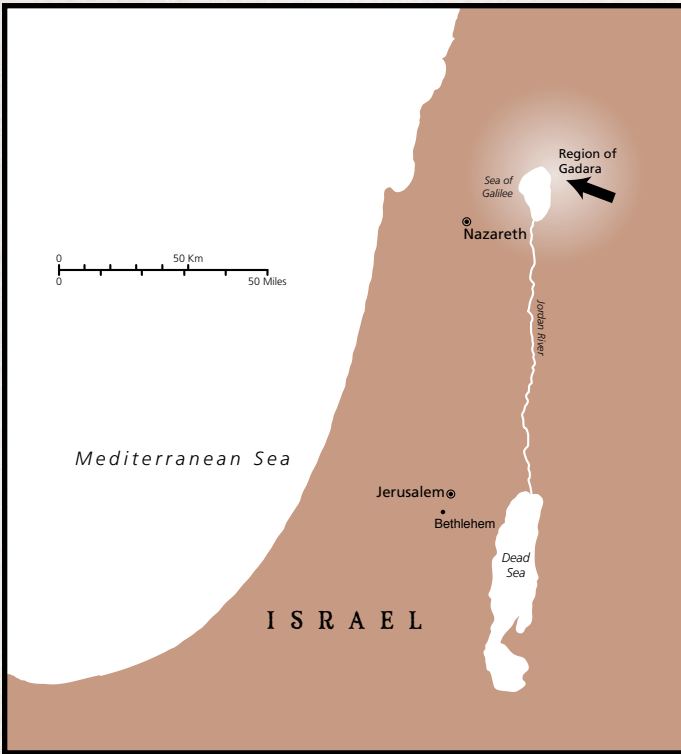 Region of
Gadara
Sea of
Galilee
Nazareth
0 50 Km
0 50 Miles
Jordan River
Mediterranean Sea
Jerusalem
Bethlehem
Dead
Sea
ISRAEL